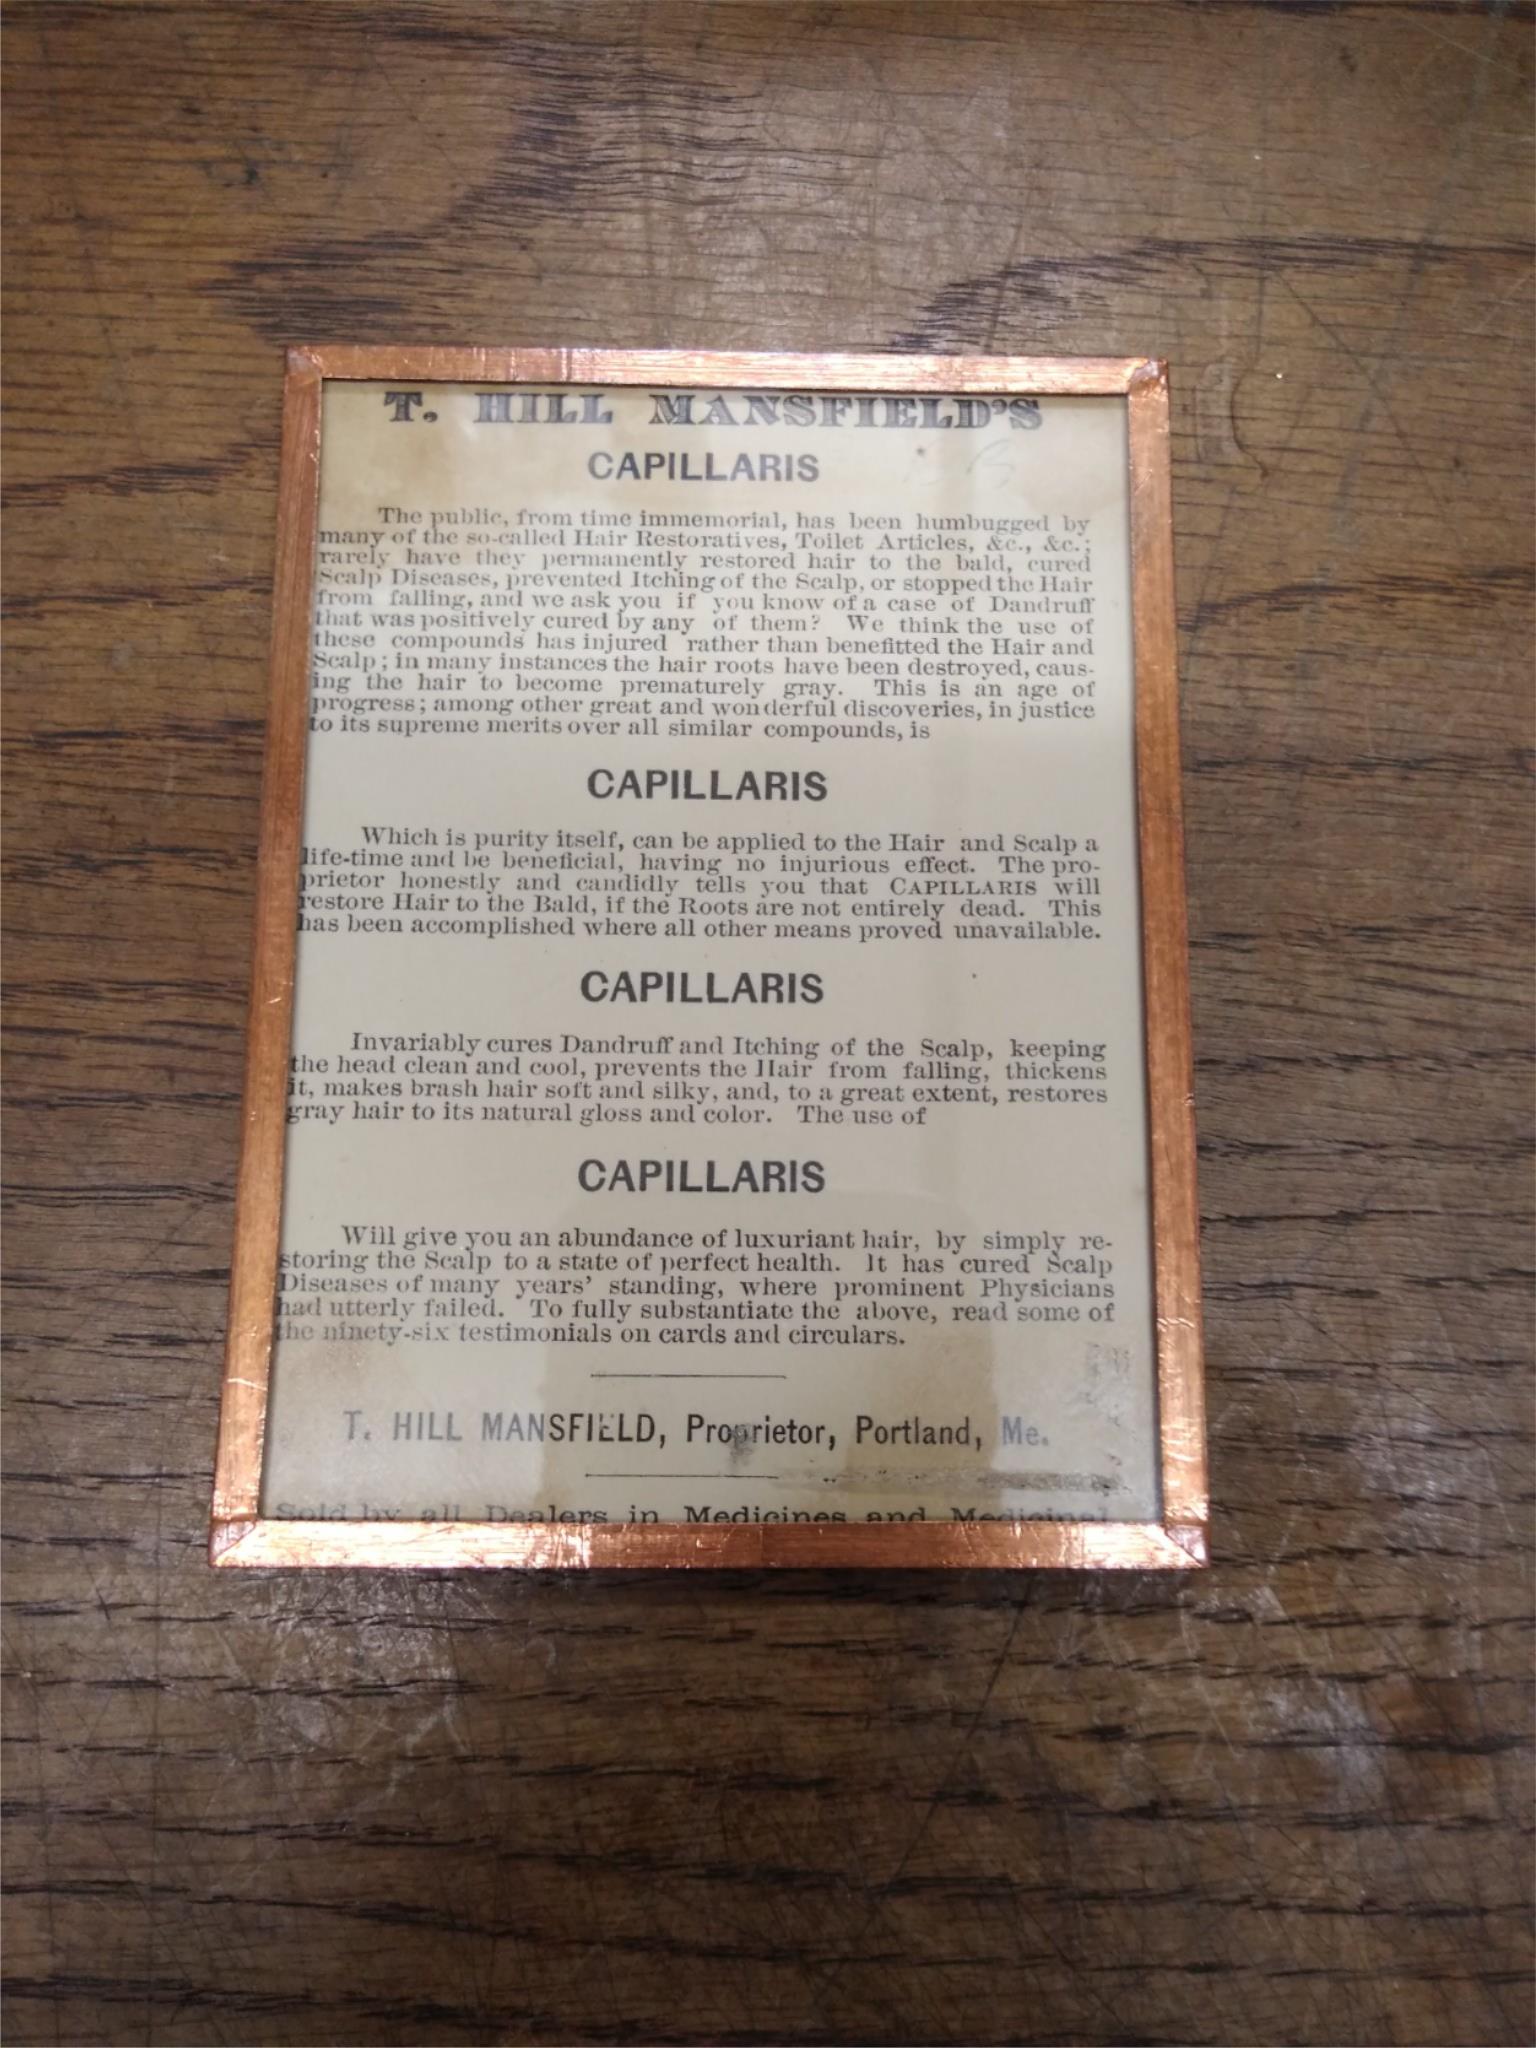 T. HILL MANSFIELD'S
CAPILLARIS
The public, from time immemorial, has been humbugged by
many of the so-called Hair Restoratives, Toilet Articles, &c., &c.;
rarely have they permanently restored hair to the bald, cured
Scalp Diseases, prevented Itching of the Scalp, or stopped the Hair
from falling, and we ask you if you know of a case of Dandruff
that was positively cured by any of them? We think the use of
these compounds has injured rather than benefitted the Hair and
Scalp; in many instances the hair roots have been destroyed, caus-
ing the hair to become prematurely gray. This is an age of
progress; among other great and wonderful discoveries, in justice
to its supreme merits over all similar compounds, is
CAPILLARIS
Which is purity itself, can be applied to the Hair and Scalp a
life-time and be beneficial, having no injurious effect. The pro-
prietor honestly and candidly tells you that CAPILLARIS will
restore Hair to the Bald, if the Roots are not entirely dead. This
has been accomplished where all other means proved unavailable.
CAPILLARIS
Invariably cures Dandruff and Itching of the Scalp, keeping
the head clean and cool, prevents the Hair from falling, thickens
it, makes brash hair soft and silky, and, to a great extent, restores
gray hair to its natural gloss and color. The use of
CAPILLARIS
Will give you an abundance of luxuriant hair, by simply re-
storing the Scalp to a state of perfect health. It has cured Scalp
Diseases of many years' standing, where prominent Physicians
had utterly failed. To fully substantiate the above, read some of
the ninety-six testimonials on cards and circulars.
T. HILL MANSFIELD, Proprietor, Portland, Me.
Sold by all Dealers in Medicines and Medicinal